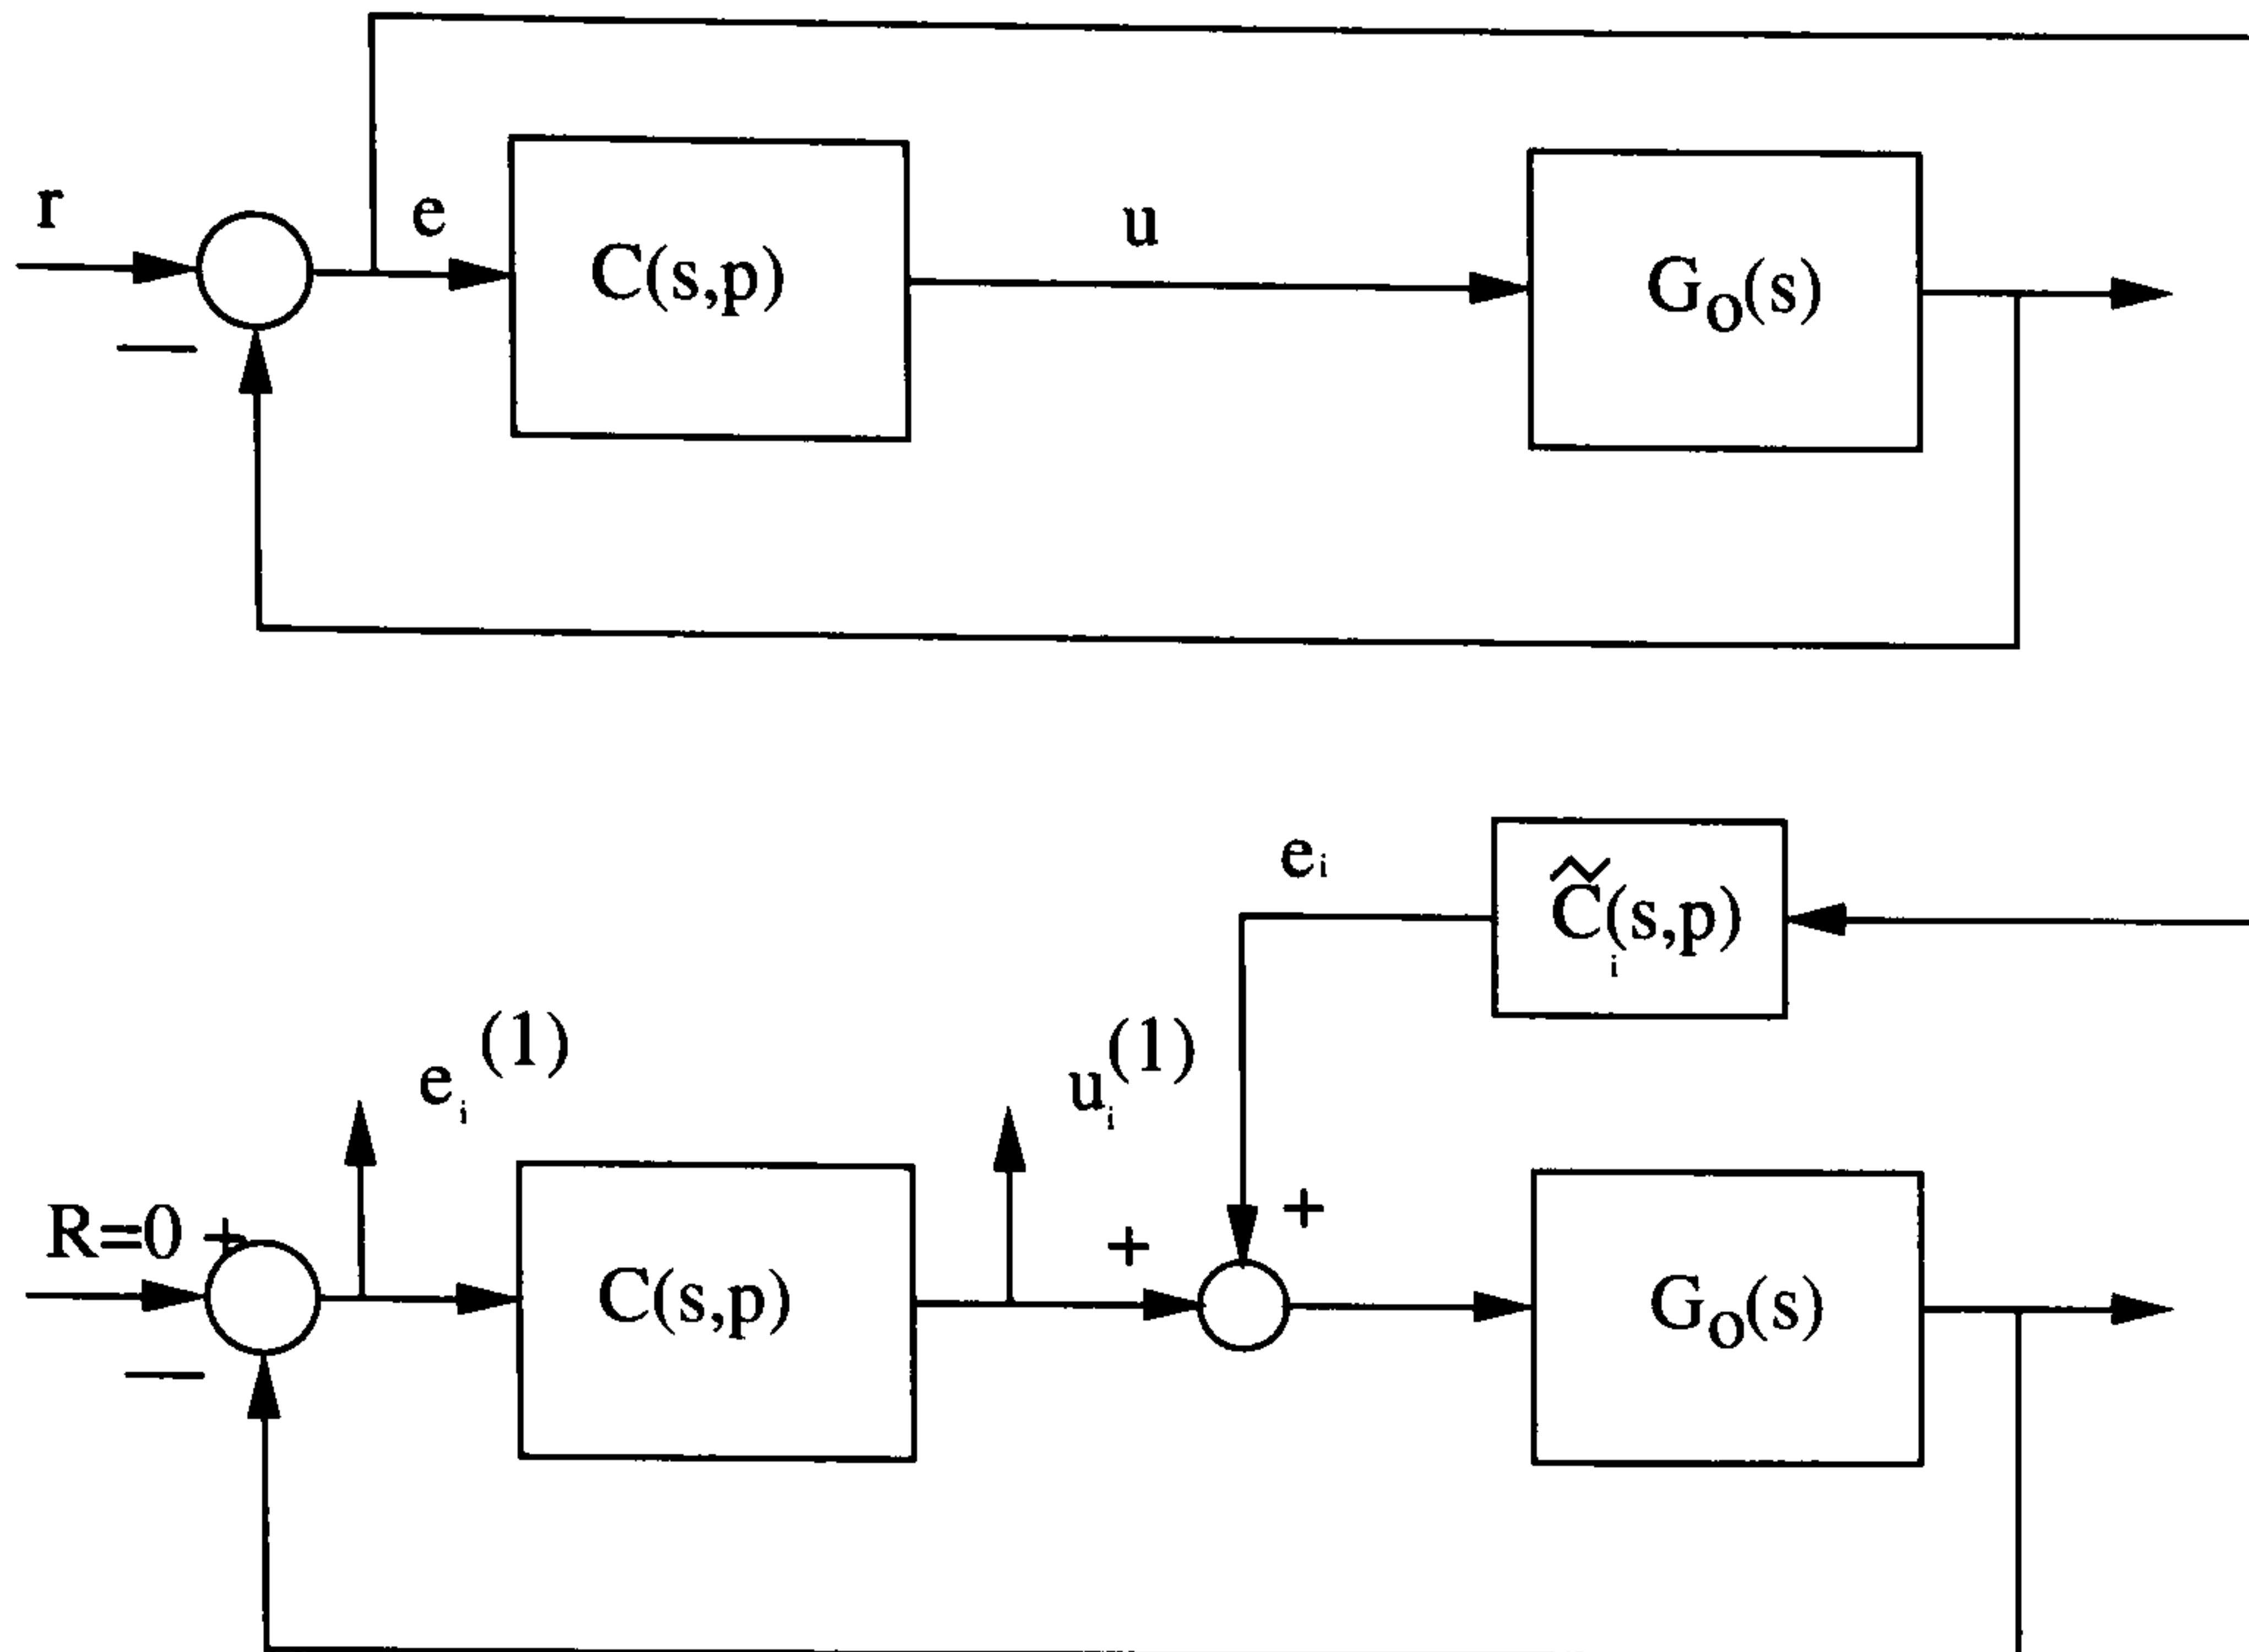 r
e
C(s,p)
u
G_O(s)
—
e_i
C̃_i(s,p)
e_i^(1)
u_i^(1)
R=0 +
C(s,p)
+
+
G_O(s)
—